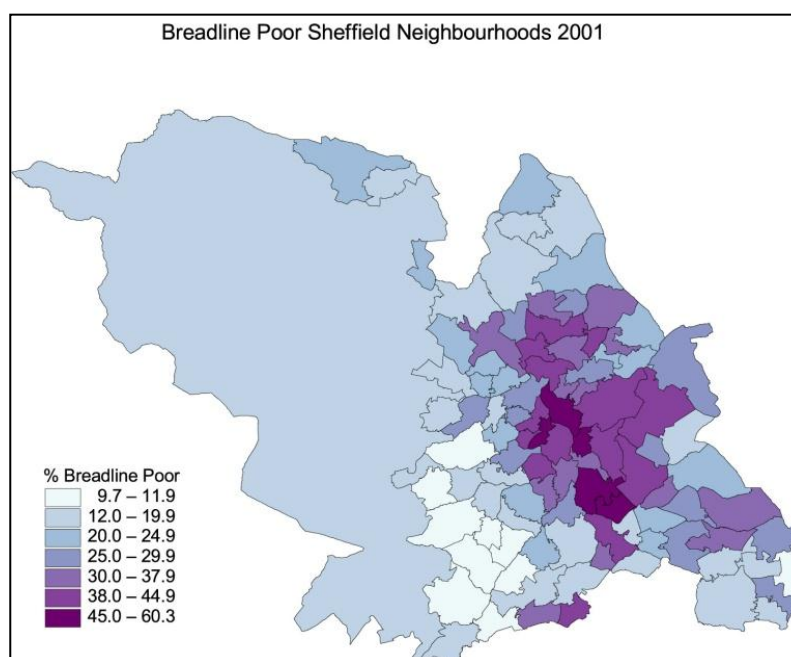 Breadline Poor Sheffield Neighbourhoods 2001
% Breadline Poor
9.7 – 11.9
12.0 – 19.9
20.0 – 24.9
25.0 – 29.9
30.0 – 37.9
38.0 – 44.9
45.0 – 60.3